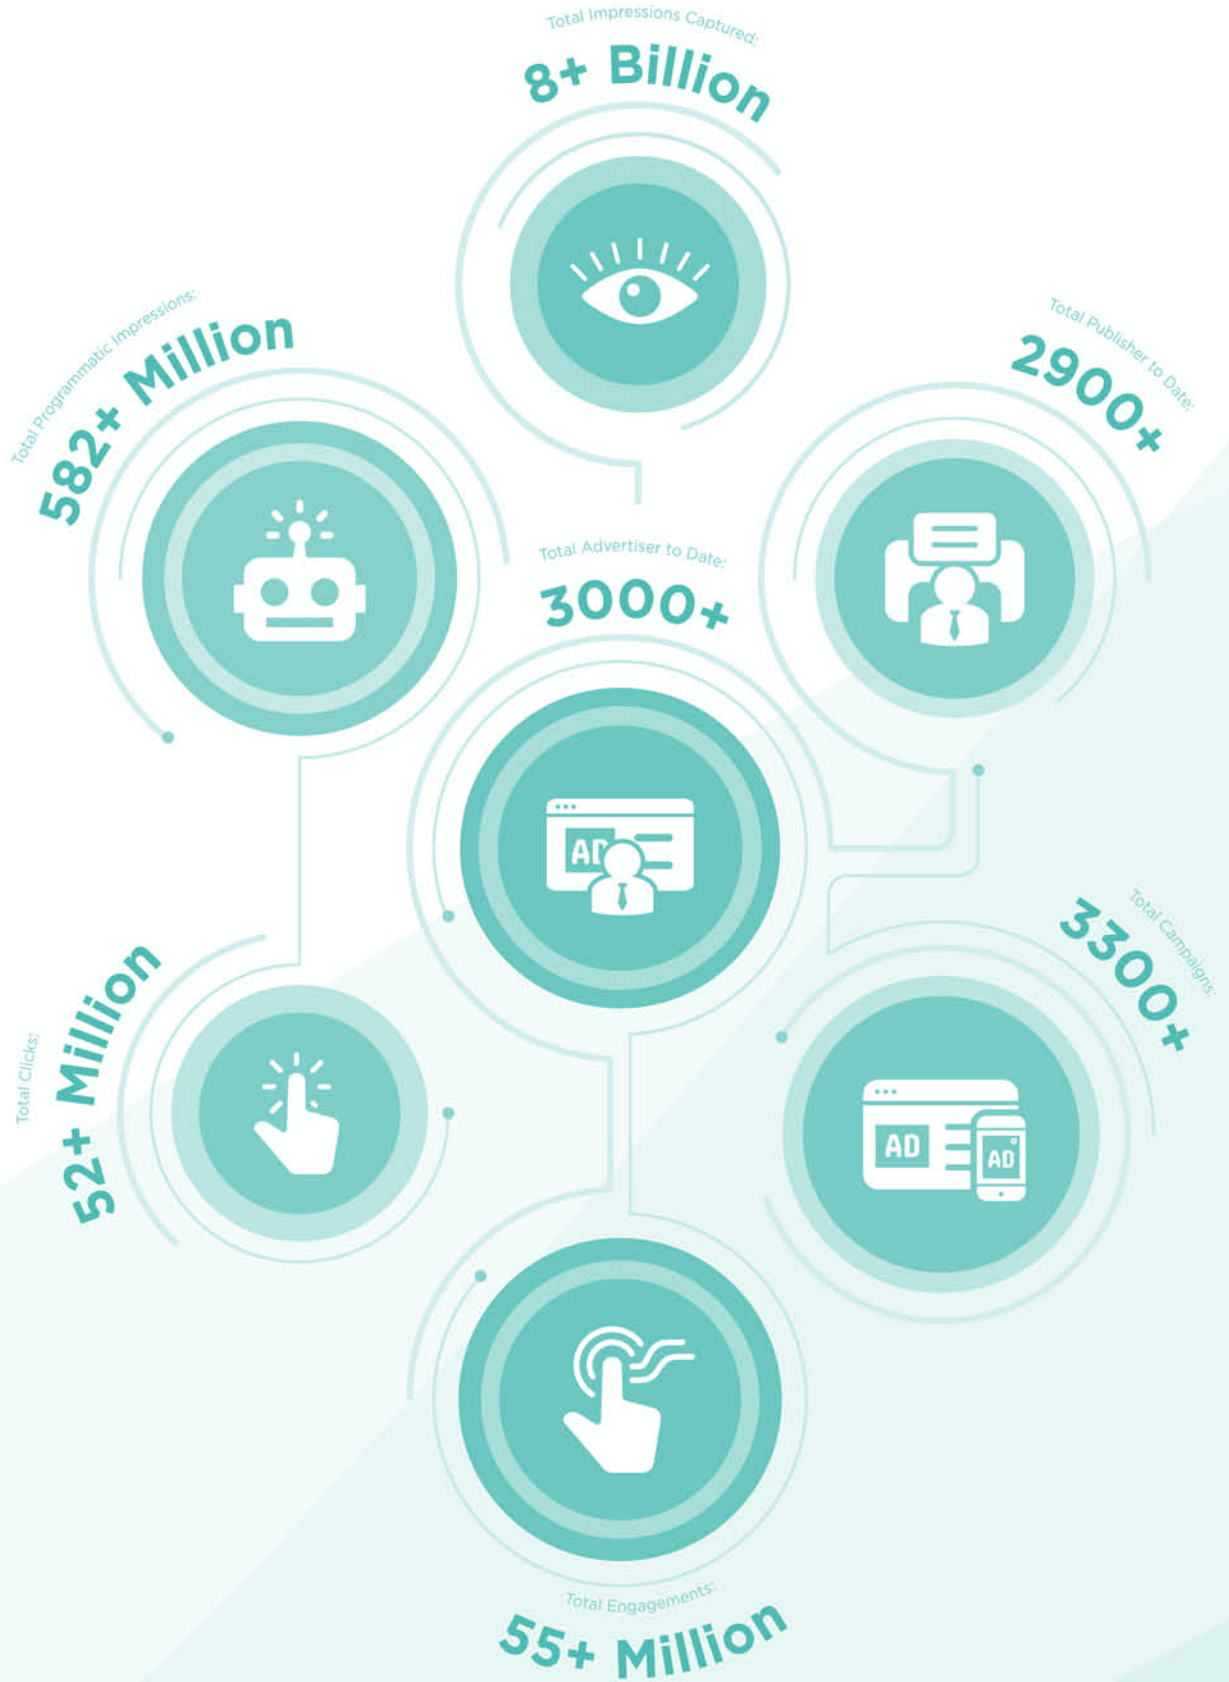 Total Impressions Captured:
8+ Billion
Total Programmatic Impressions:
582+ Million
Total Publisher to Date:
2900+
Total Advertiser to Date:
3000+
AD
Total Clicks:
52+ Million
Total Campaigns:
3300+
AD
AD
Total Engagements:
55+ Million